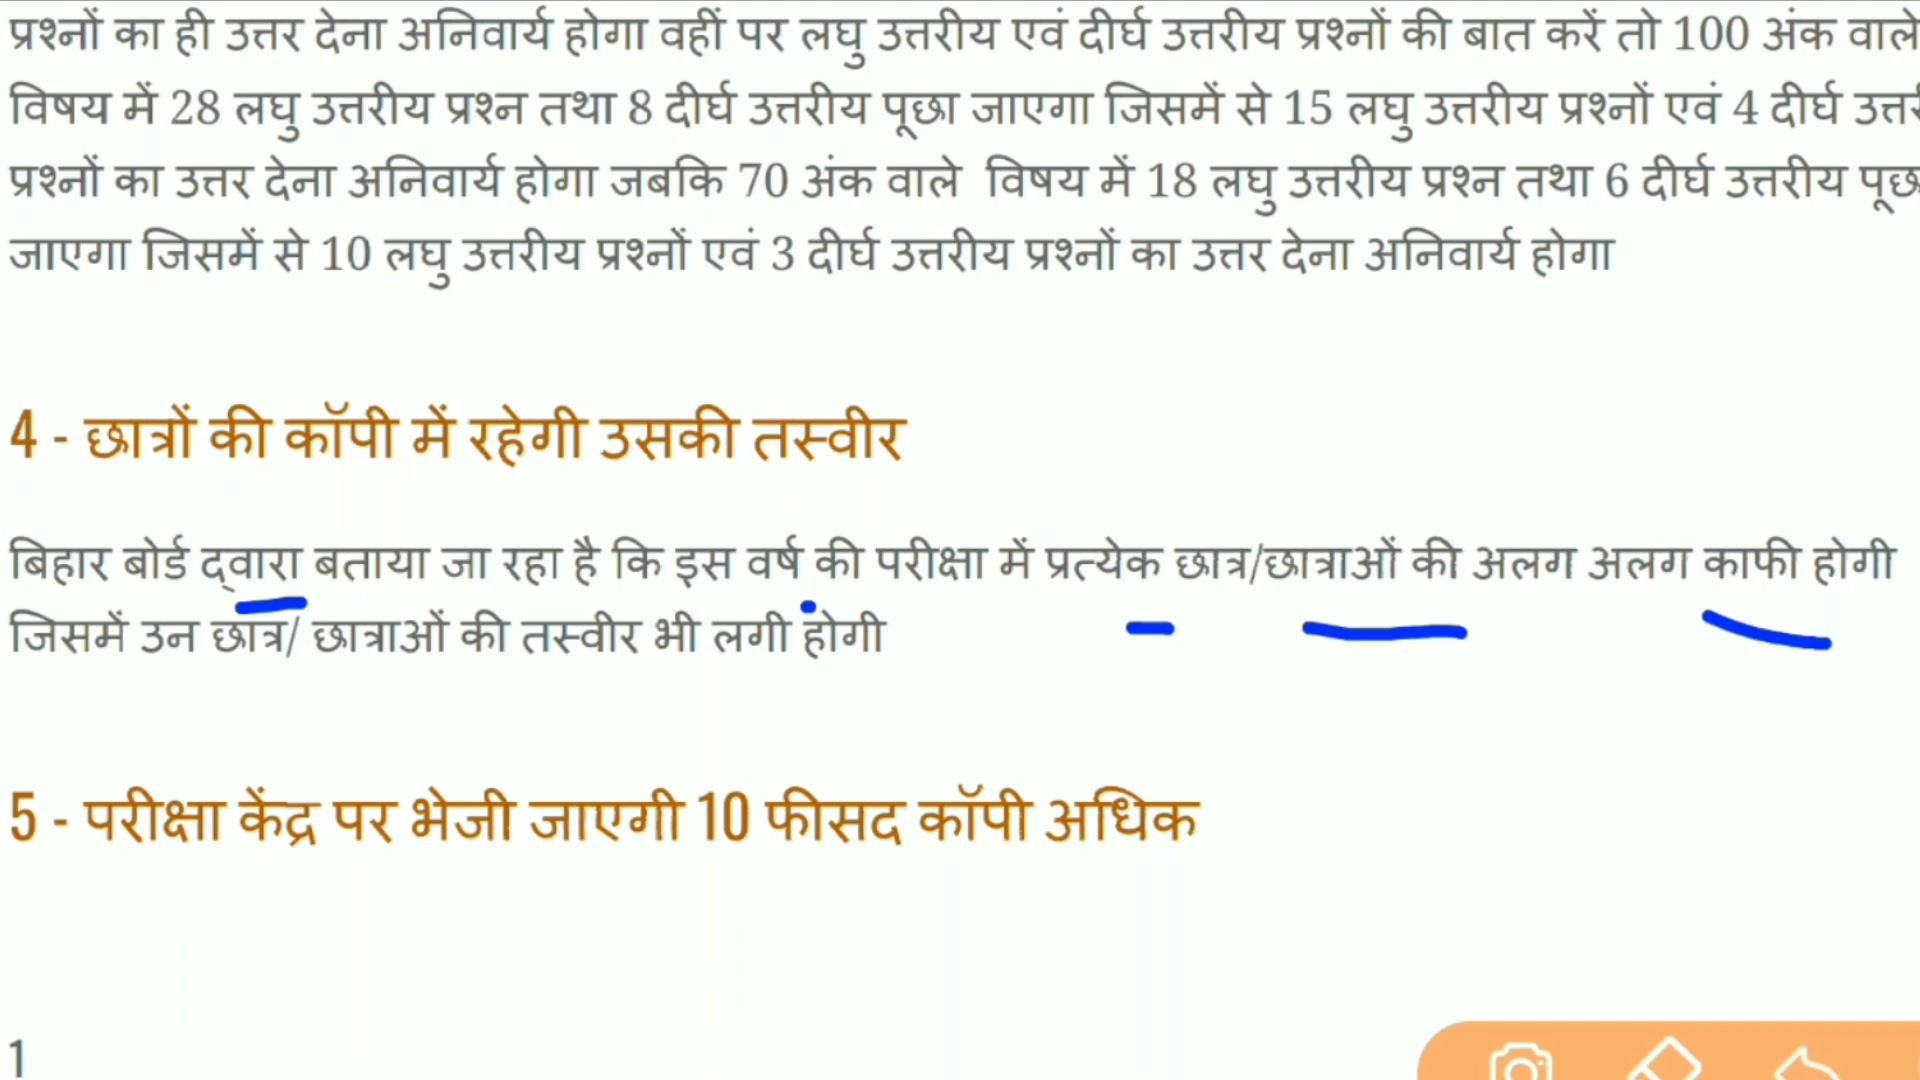 प्रश्नों का ही उत्तर देना अनिवार्य होगा वहीं पर लघु उत्तरीय एवं दीर्घ उत्तरीय प्रश्नों की बात करें तो 100 अंक वाले
विषय में 28 लघु उत्तरीय प्रश्न तथा 8 दीर्घ उत्तरीय पूछा जाएगा जिसमें से 15 लघु उत्तरीय प्रश्नों एवं 4 दीर्घ
प्रश्नों का उत्तर देना अनिवार्य होगा जबकि 70 अंक वाले विषय में 18 लघु उत्तरीय प्रश्न तथा 6 दीर्घ उत्तरीय पूछा
जाएगा जिसमें से 10 लघु उत्तरीय प्रश्नों एवं 3 दीर्घ उत्तरीय प्रश्नों का उत्तर देना अनिवार्य होगा
4 - छात्रों की कॉपी में रहेगी उसकी तस्वीर
बिहार बोर्ड द्वारा बताया जा रहा है कि इस वर्ष की परीक्षा में प्रत्येक छात्र/छात्राओं की अलग अलग काफी होगी
जिसमें उन छात्र/ छात्राओं की तस्वीर भी लगी होगी
5 - परीक्षा केंद्र पर भेजी जाएगी 10 फीसद कॉपी अधिक
1